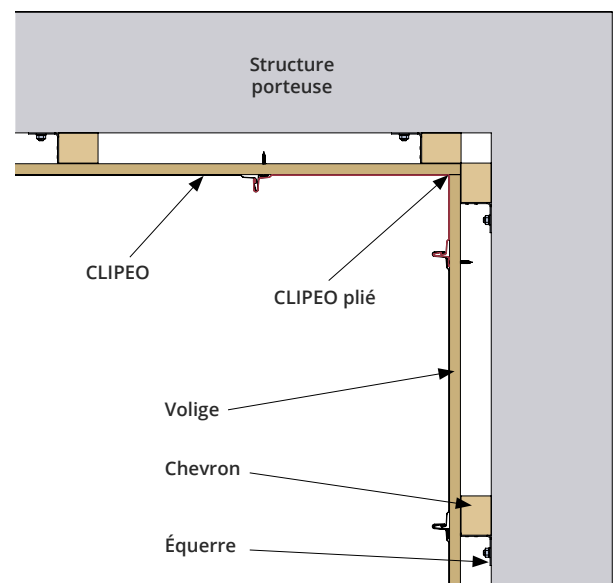 Structure
porteuse
CLIPEO
CLIPEO plié
Volige
Chevron
Équerre